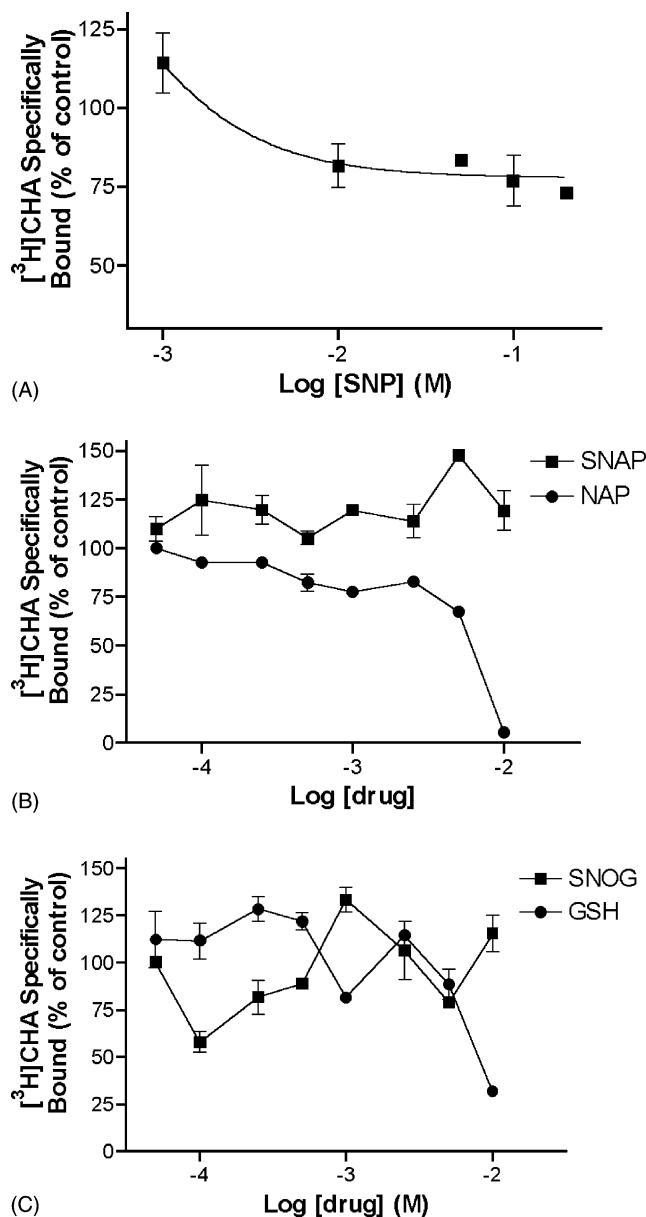 125
100
75
50
[³H]CHA Specifically
Bound (% of control)
-3
-2
-1
Log [SNP] (M)
(A)
150
125
100
75
50
25
0
[³H]CHA Specifically
Bound (% of control)
SNAP
NAP
-4
-3
-2
Log [drug]
(B)
150
125
100
75
50
25
0
[³H]CHA Specifically
Bound (% of control)
SNOG
GSH
-4
-3
-2
Log [drug] (M)
(C)